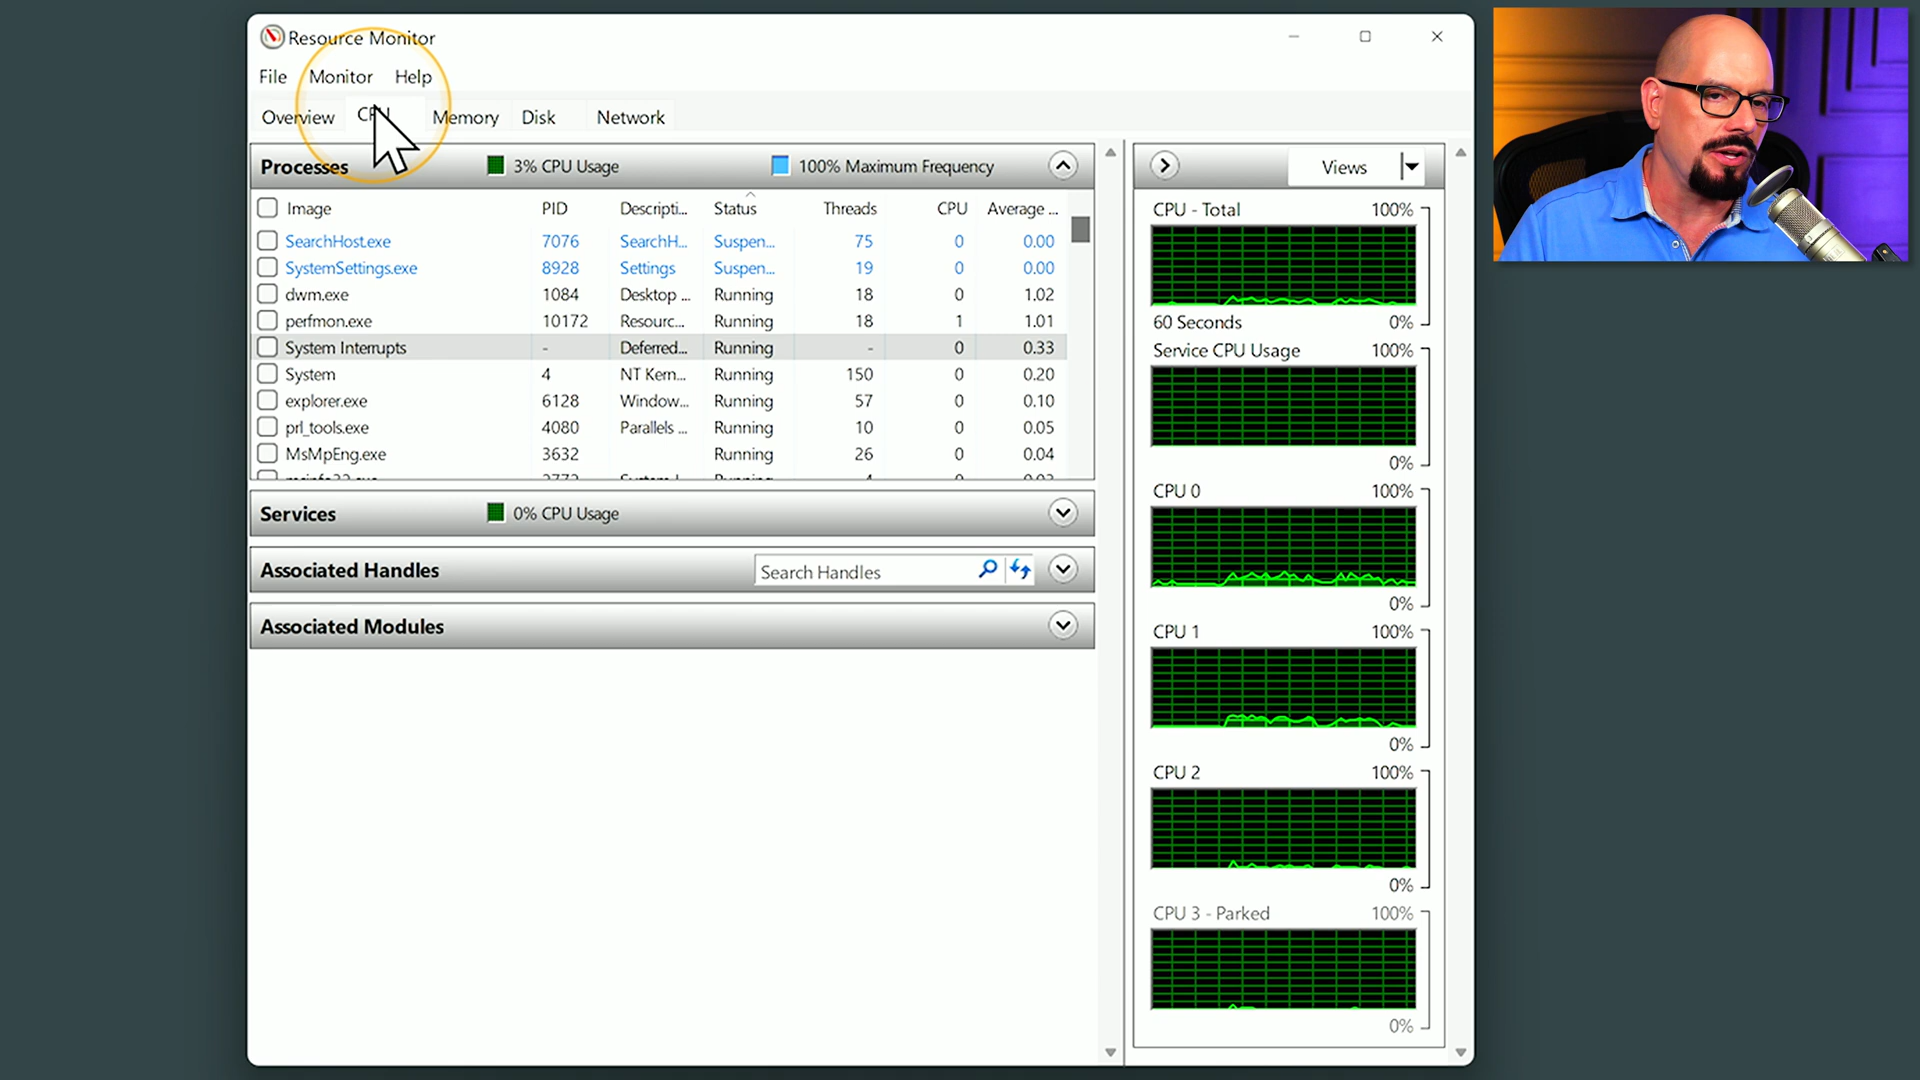 Resource Monitor
File Monitor Help
Overview CPU Memory Disk Network
Processes 3% CPU Usage 100% Maximum Frequency
Image PID Descripti... Status Threads CPU Average ...
SearchHost.exe 7076 SearchH... Suspen... 75 0 0.00
SystemSettings.exe 8928 Settings Suspen... 19 0 0.00
dwm.exe 1084 Desktop ... Running 18 0 1.02
perfmon.exe 10172 Resourc... Running 18 1 1.01
System Interrupts - Deferred... Running - 0 0.33
System 4 NT Kern... Running 150 0 0.20
explorer.exe 6128 Window... Running 57 0 0.10
prl_tools.exe 4080 Parallels ... Running 10 0 0.05
MsMpEng.exe 3632 Running 26 0 0.04
Services 0% CPU Usage
Associated Handles Search Handles
Associated Modules
Views
CPU - Total 100%
60 Seconds 0%
Service CPU Usage 100%
0%
CPU 0 100%
0%
CPU 1 100%
0%
CPU 2 100%
0%
CPU 3 - Parked 100%
0%